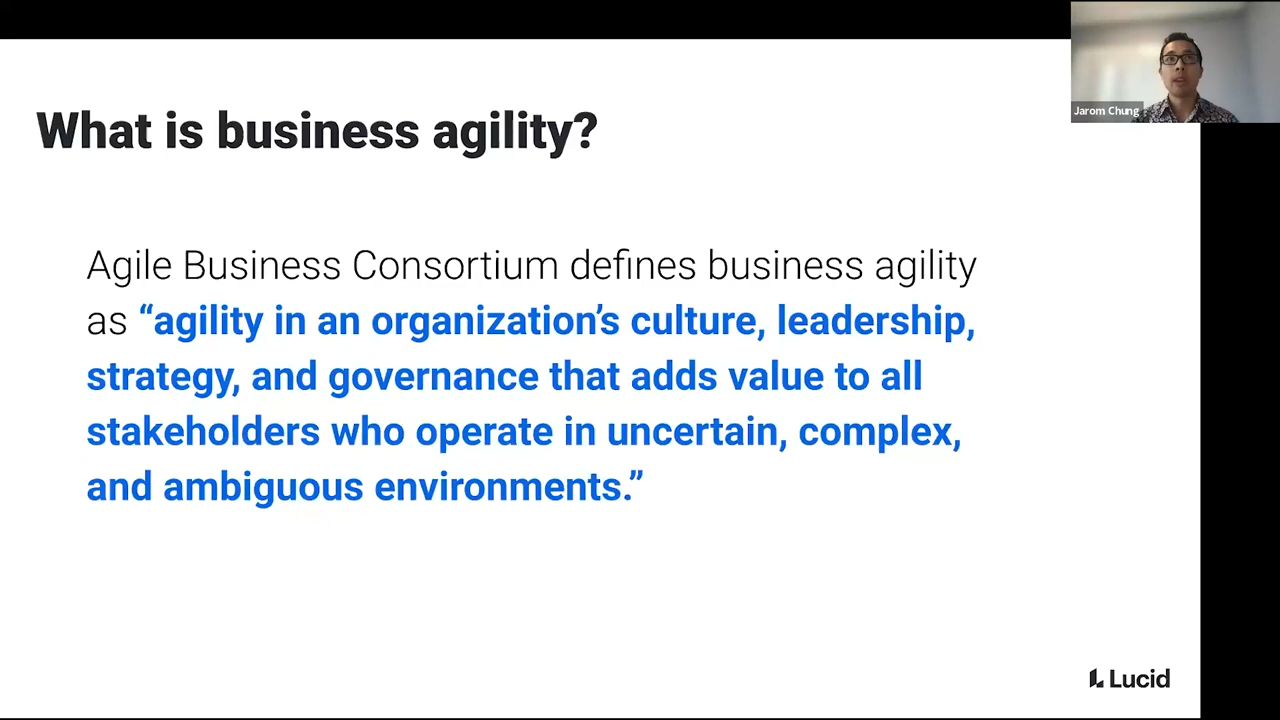 Jarom Chung
What is business agility?
Agile Business Consortium defines business agility
as “agility in an organization’s culture, leadership,
strategy, and governance that adds value to all
stakeholders who operate in uncertain, complex,
and ambiguous environments.”
Lucid